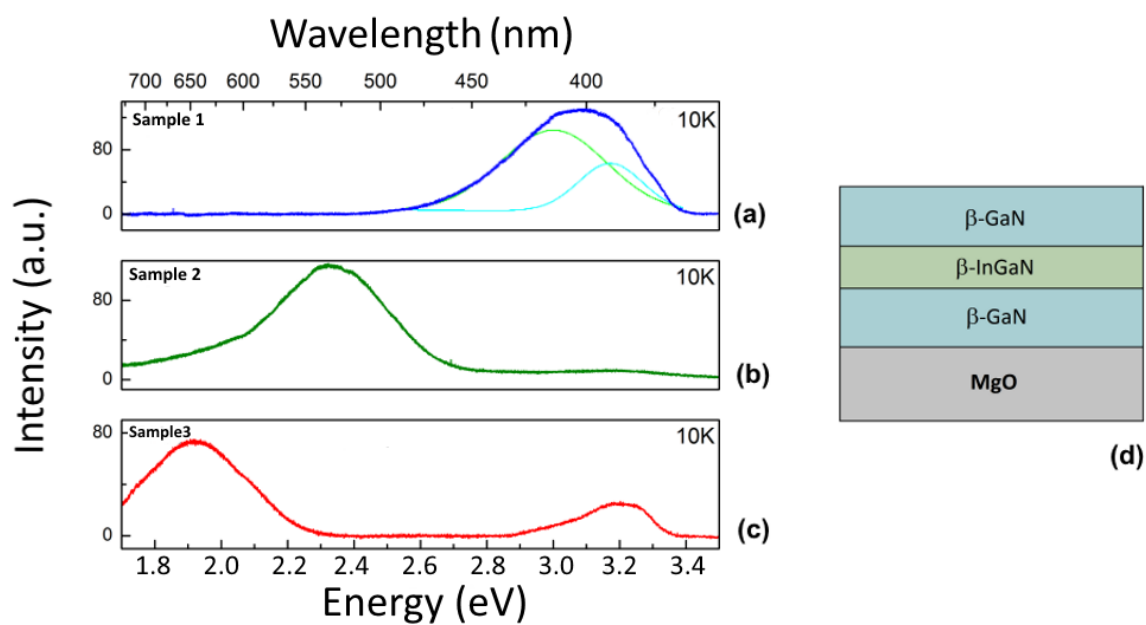 Wavelength (nm)
700 650 600 550 500 450 400
Sample 1
10K
80
0
(a)
Sample 2
10K
80
0
(b)
Sample3
10K
80
0
(c)
1.8 2.0 2.2 2.4 2.6 2.8 3.0 3.2 3.4
Energy (eV)
Intensity (a.u.)
β-GaN
β-InGaN
β-GaN
MgO
(d)